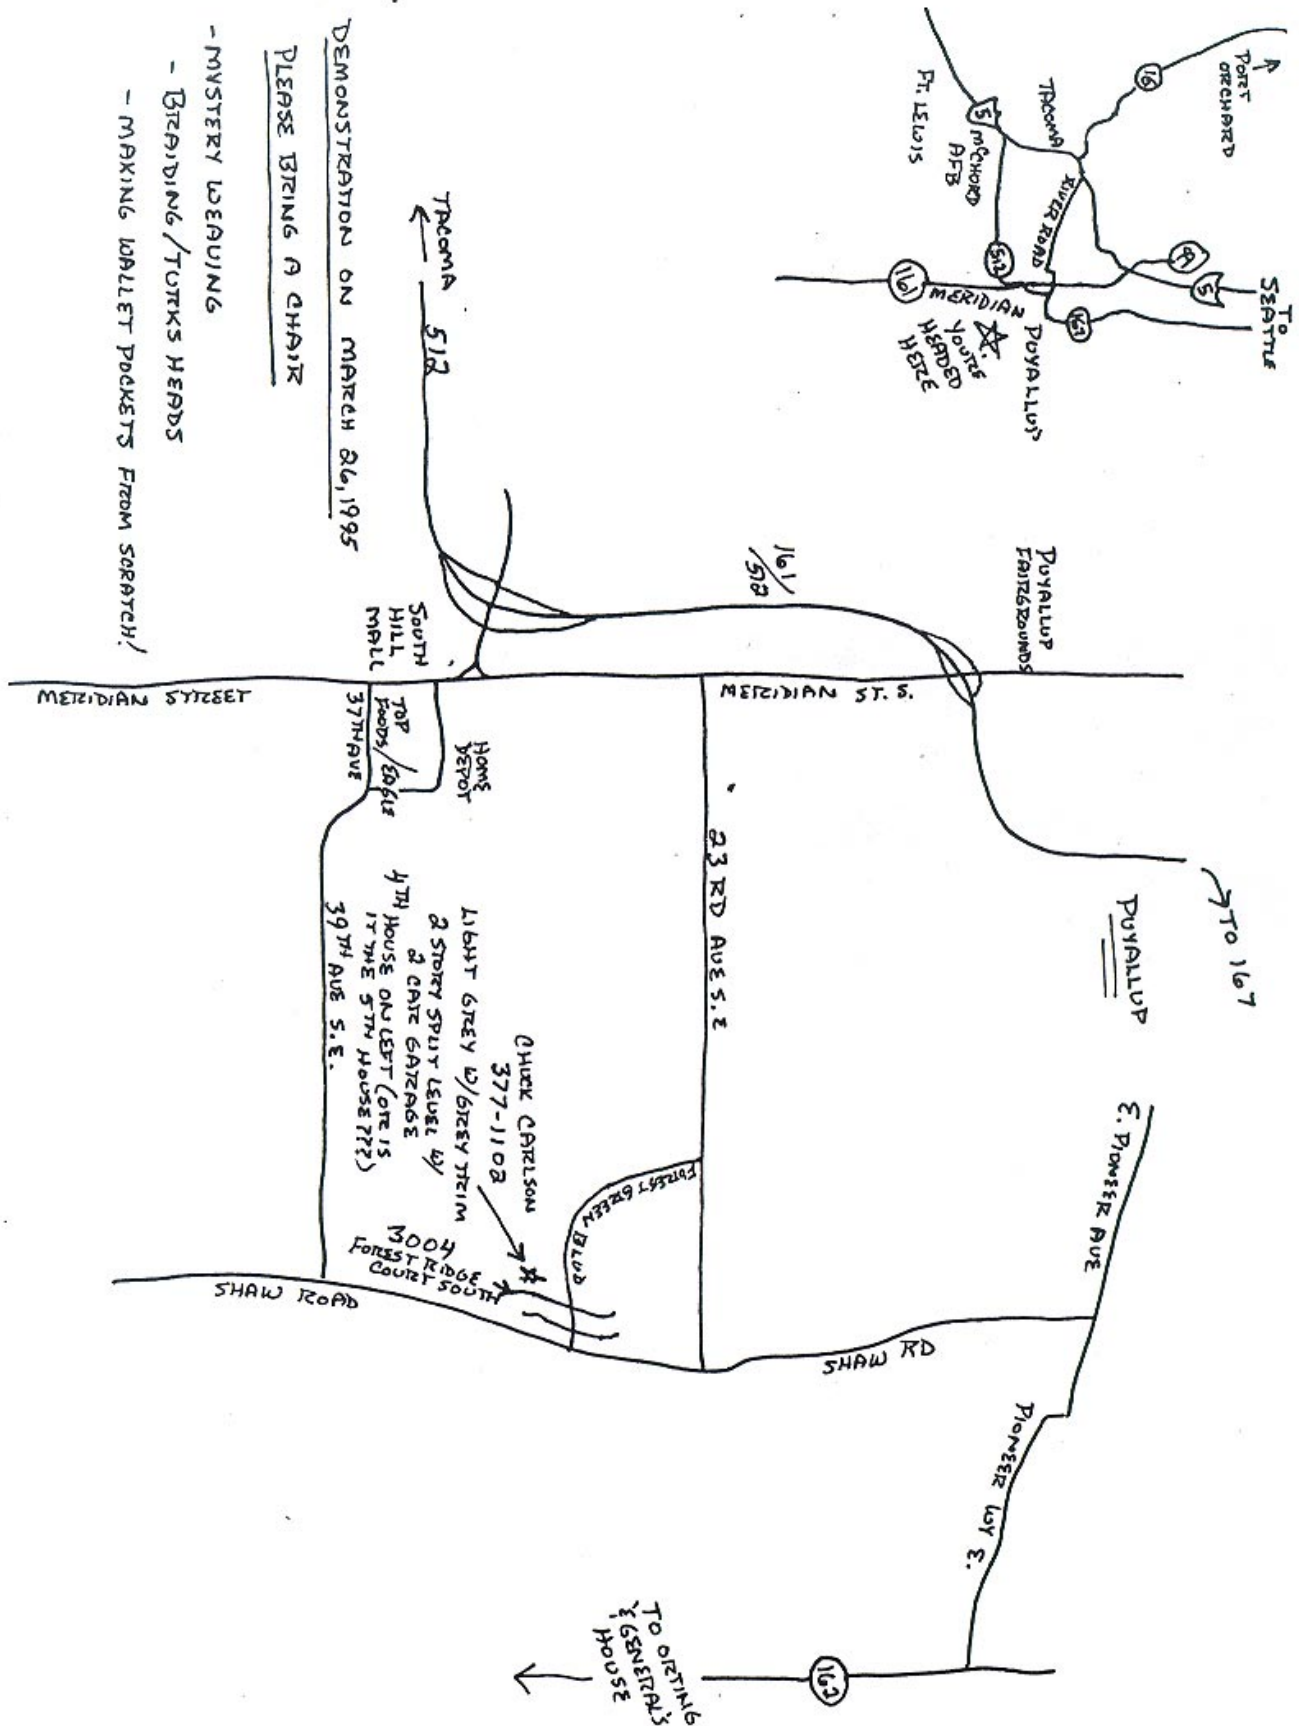 A
PORT
ORCHARD
16
TACOMA
5
MCCHORD
AFB
FT. LEWIS
RIVER ROAD
512
99
5
TO
SEATTLE
167
161
MERIDIAN
PUYALLUP
YOU'RE
HEADED
HERE
DEMONSTRATION ON MARCH 26, 1995
PLEASE BRING A CHAIR
- MYSTERY WEAVING
- BRAIDING/TURKS HEADS
- MAKING WALLET POCKETS FROM SCRATCH!
TACOMA
512
161/
/512
PUYALLUP
FAIRGROUNDS
SOUTH
HILL
MALL
MERIDIAN STREET
MERIDIAN ST. S.
37TH AVE
TOP
FOODS/EAGLE
HOME
DEPOT
TO 167
PUYALLUP
23RD AVE S.E
39TH AVE S.E.
CHUCK CARLSON
377-1102
LIGHT GREY W/GREY TRIM
2 STORY SPLIT LEVEL W/
2 CAR GARAGE
4TH HOUSE ON LEFT (OR IS
IT THE 5TH HOUSE???)
3004
FOREST RIDGE
COURT SOUTH
FOREST GREEN BLVD
SHAW ROAD
SHAW RD
E. PIONEER AVE
PIONEER WY E.
162
TO ORTING
& GENERAL'S
HOUSE